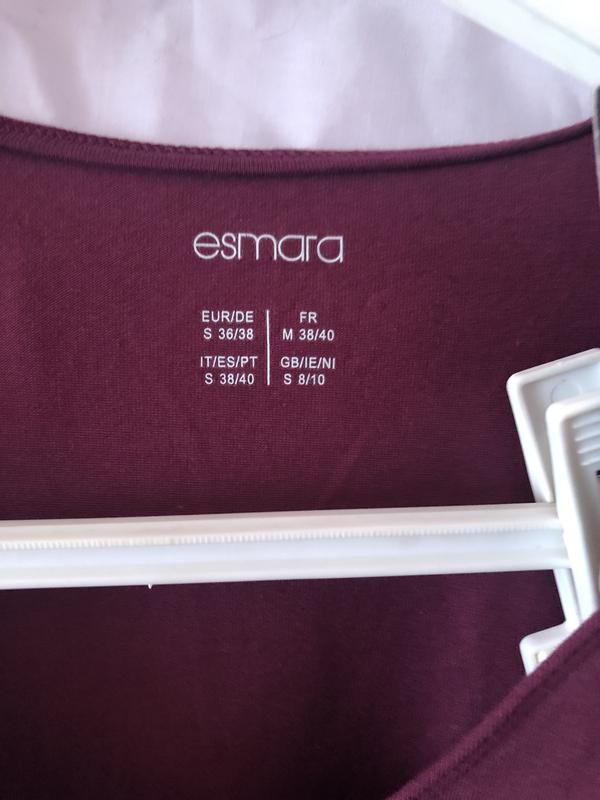 esmara
EUR/DE
S 36/38
FR
M 38/40
IT/ES/PT
S 38/40
GB/IE/NI
S 8/10